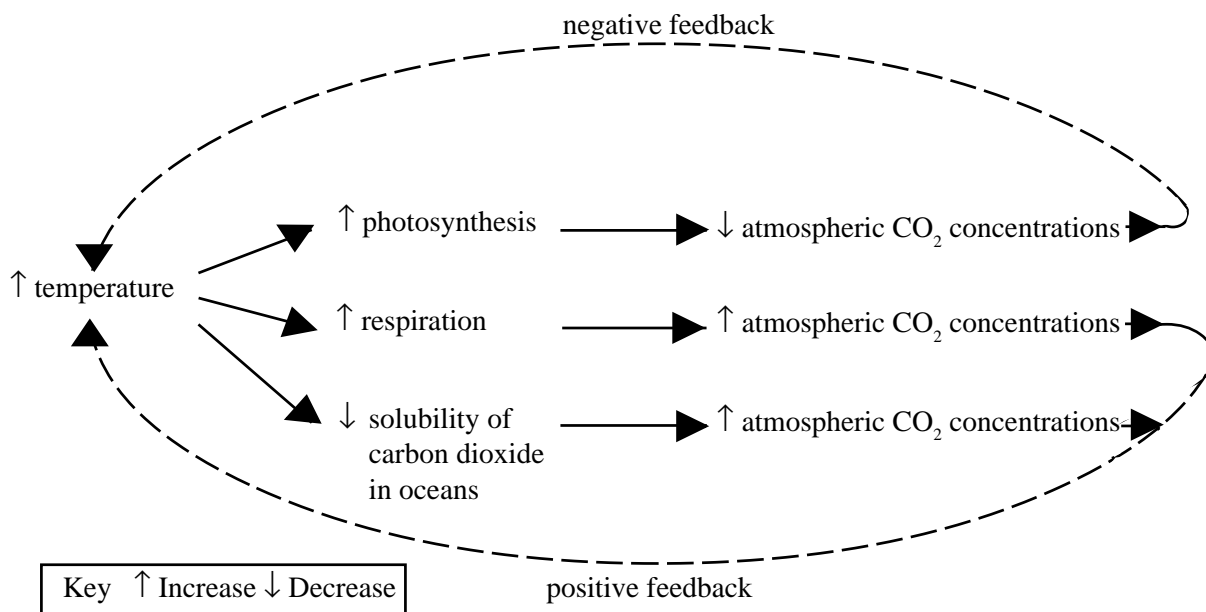 negative feedback
↑ photosynthesis
↓ atmospheric CO₂ concentrations
↑ temperature
↑ respiration
↑ atmospheric CO₂ concentrations
↓ solubility of
carbon dioxide
in oceans
↑ atmospheric CO₂ concentrations
Key ↑ Increase ↓ Decrease
positive feedback